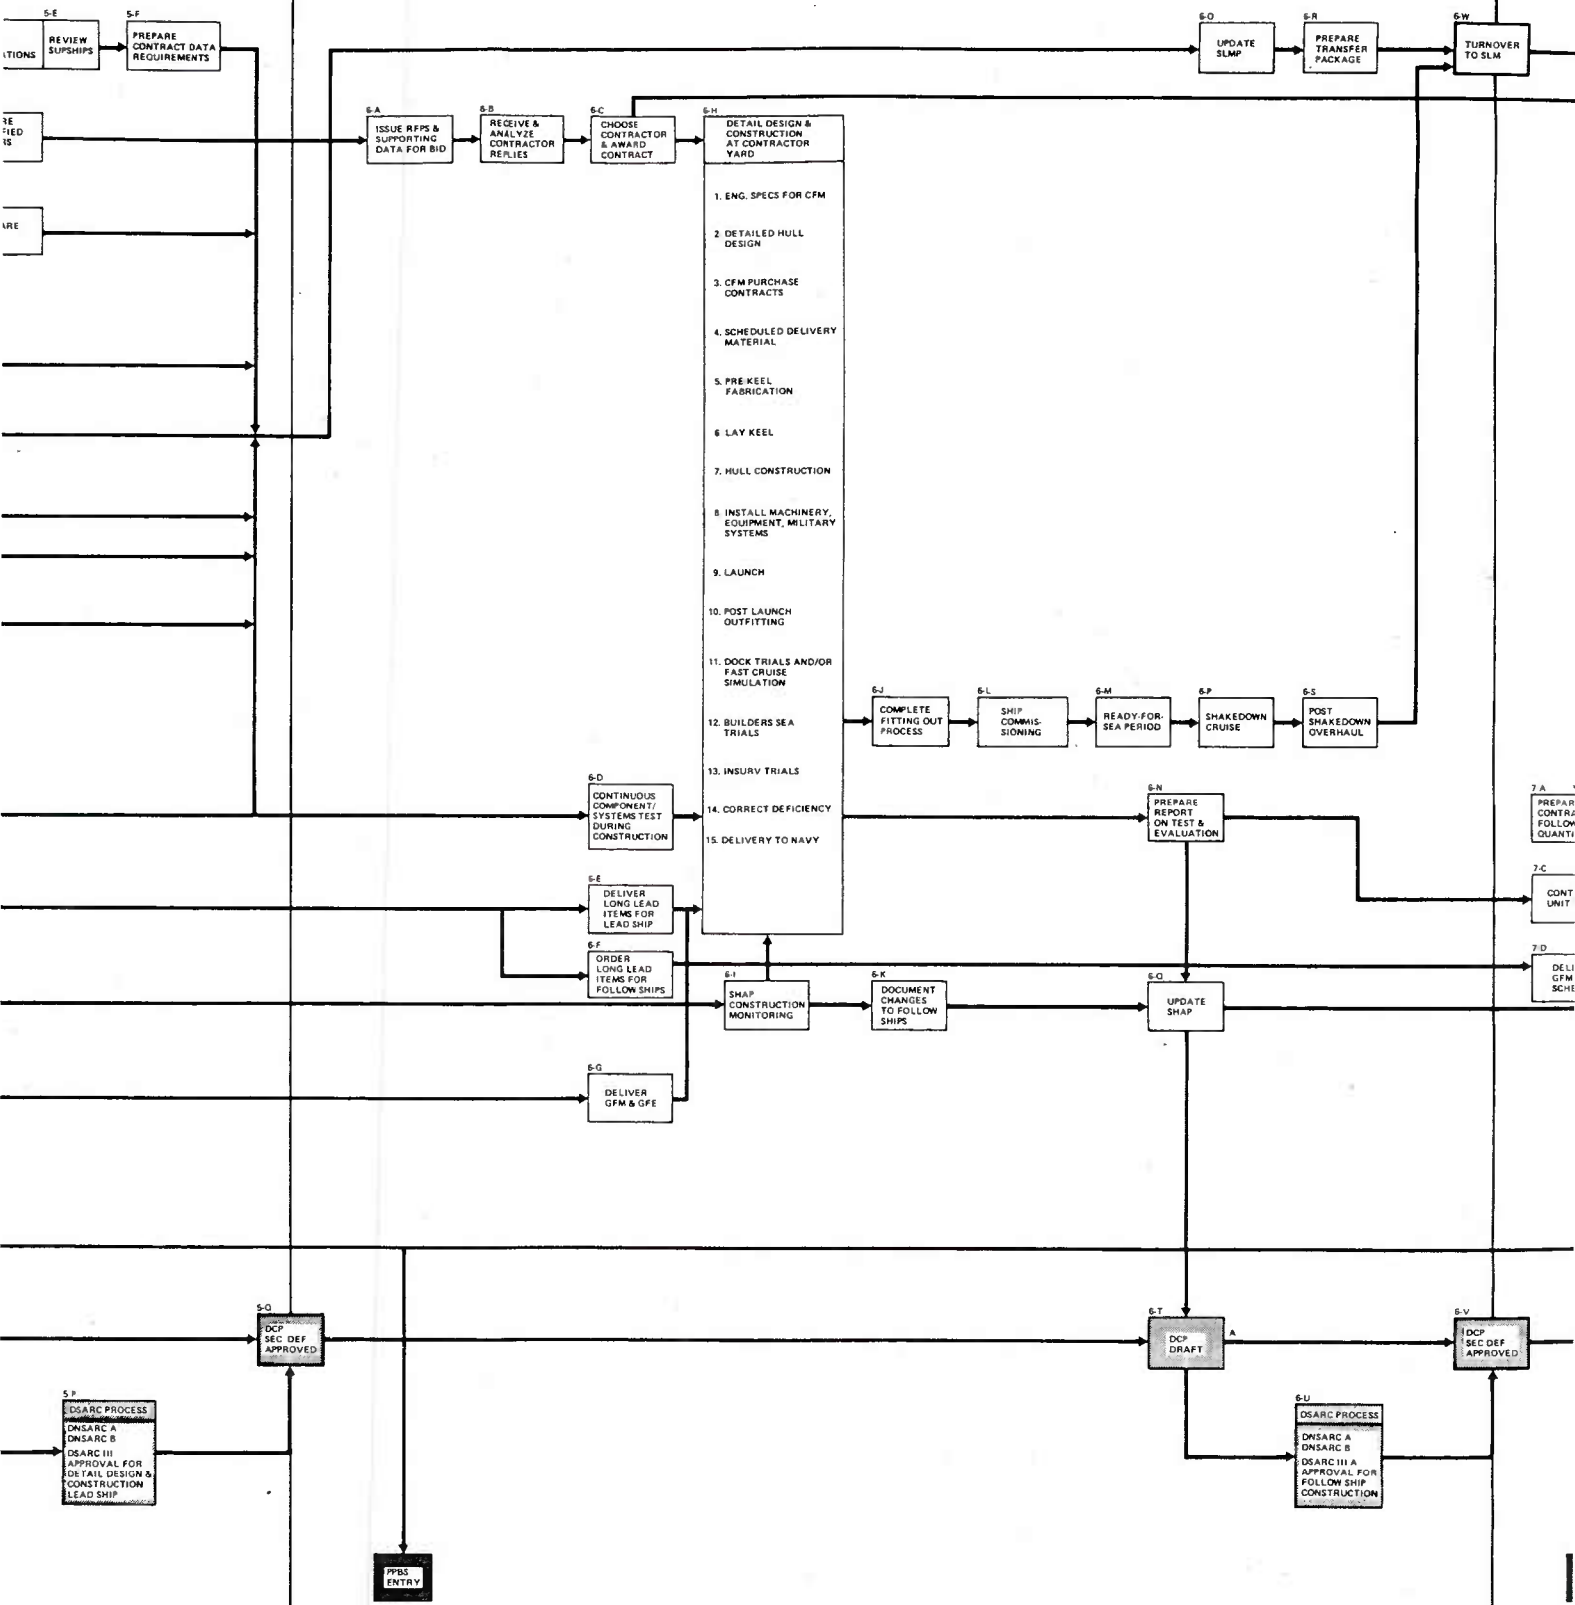 5-E
REVIEW
SUPSHIPS
5-F
PREPARE
CONTRACT DATA
REQUIREMENTS
6-O
UPDATE
SLMP
6-R
PREPARE
TRANSFER
PACKAGE
6-W
TURNOVER
TO SLM
6-A
ISSUE RFPS &
SUPPORTING
DATA FOR BID
6-B
RECEIVE &
ANALYZE
CONTRACTOR
REPLIES
6-C
CHOOSE
CONTRACTOR
& AWARD
CONTRACT
6-H
DETAIL DESIGN &
CONSTRUCTION
AT CONTRACTOR
YARD
1. ENG. SPECS FOR CFM
2 DETAILED HULL
DESIGN
3. CFM PURCHASE
CONTRACTS
4. SCHEDULED DELIVERY
MATERIAL
5. PRE KEEL
FABRICATION
6 LAY KEEL
7. HULL CONSTRUCTION
8 INSTALL MACHINERY,
EQUIPMENT, MILITARY
SYSTEMS
9. LAUNCH
10. POST LAUNCH
OUTFITTING
11. DOCK TRIALS AND/OR
FAST CRUISE
SIMULATION
12. BUILDERS SEA
TRIALS
13. INSURV TRIALS
14. CORRECT DEFICIENCY
15. DELIVERY TO NAVY
6-J
COMPLETE
FITTING OUT
PROCESS
6-L
SHIP
COMMIS-
SIONING
6-M
READY-FOR-
SEA PERIOD
6-P
SHAKEDOWN
CRUISE
6-S
POST
SHAKEDOWN
OVERHAUL
6-D
CONTINUOUS
COMPONENT/
SYSTEMS TEST
DURING
CONSTRUCTION
6-N
PREPARE
REPORT
ON TEST &
EVALUATION
7 A
PREPAR
CONTRA
FOLLOW
QUANTI
6-E
DELIVER
LONG LEAD
ITEMS FOR
LEAD SHIP
7-C
CONT
UNIT
6-F
ORDER
LONG LEAD
ITEMS FOR
FOLLOW SHIPS
7-D
DELI
GFM
SCHE
6-I
SHAP
CONSTRUCTION
MONITORING
6-K
DOCUMENT
CHANGES
TO FOLLOW
SHIPS
6-Q
UPDATE
SHAP
6-G
DELIVER
GFM & GFE
5-Q
DCP
SEC DEF
APPROVED
6-T
DCP
DRAFT
A
6-V
DCP
SEC DEF
APPROVED
5 P
DSARC PROCESS
DNSARC A
DNSARC B
DSARC III
APPROVAL FOR
DETAIL DESIGN &
CONSTRUCTION
LEAD SHIP
6-U
DSARC PROCESS
DNSARC A
DNSARC B
DSARC III A
APPROVAL FOR
FOLLOW SHIP
CONSTRUCTION
PPBS
ENTRY